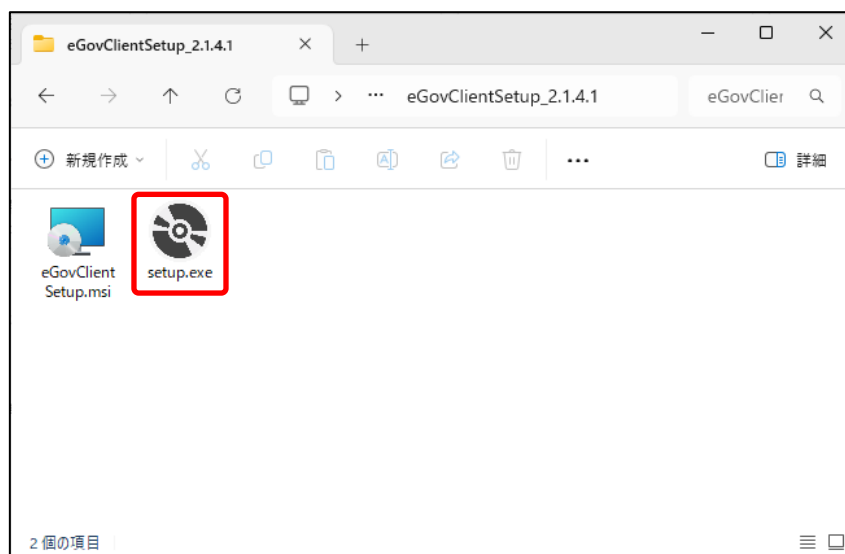 eGovClientSetup_2.1.4.1
eGovClientSetup_2.1.4.1
eGovClier
新規作成
詳細
eGovClient
Setup.msi
setup.exe
2 個の項目